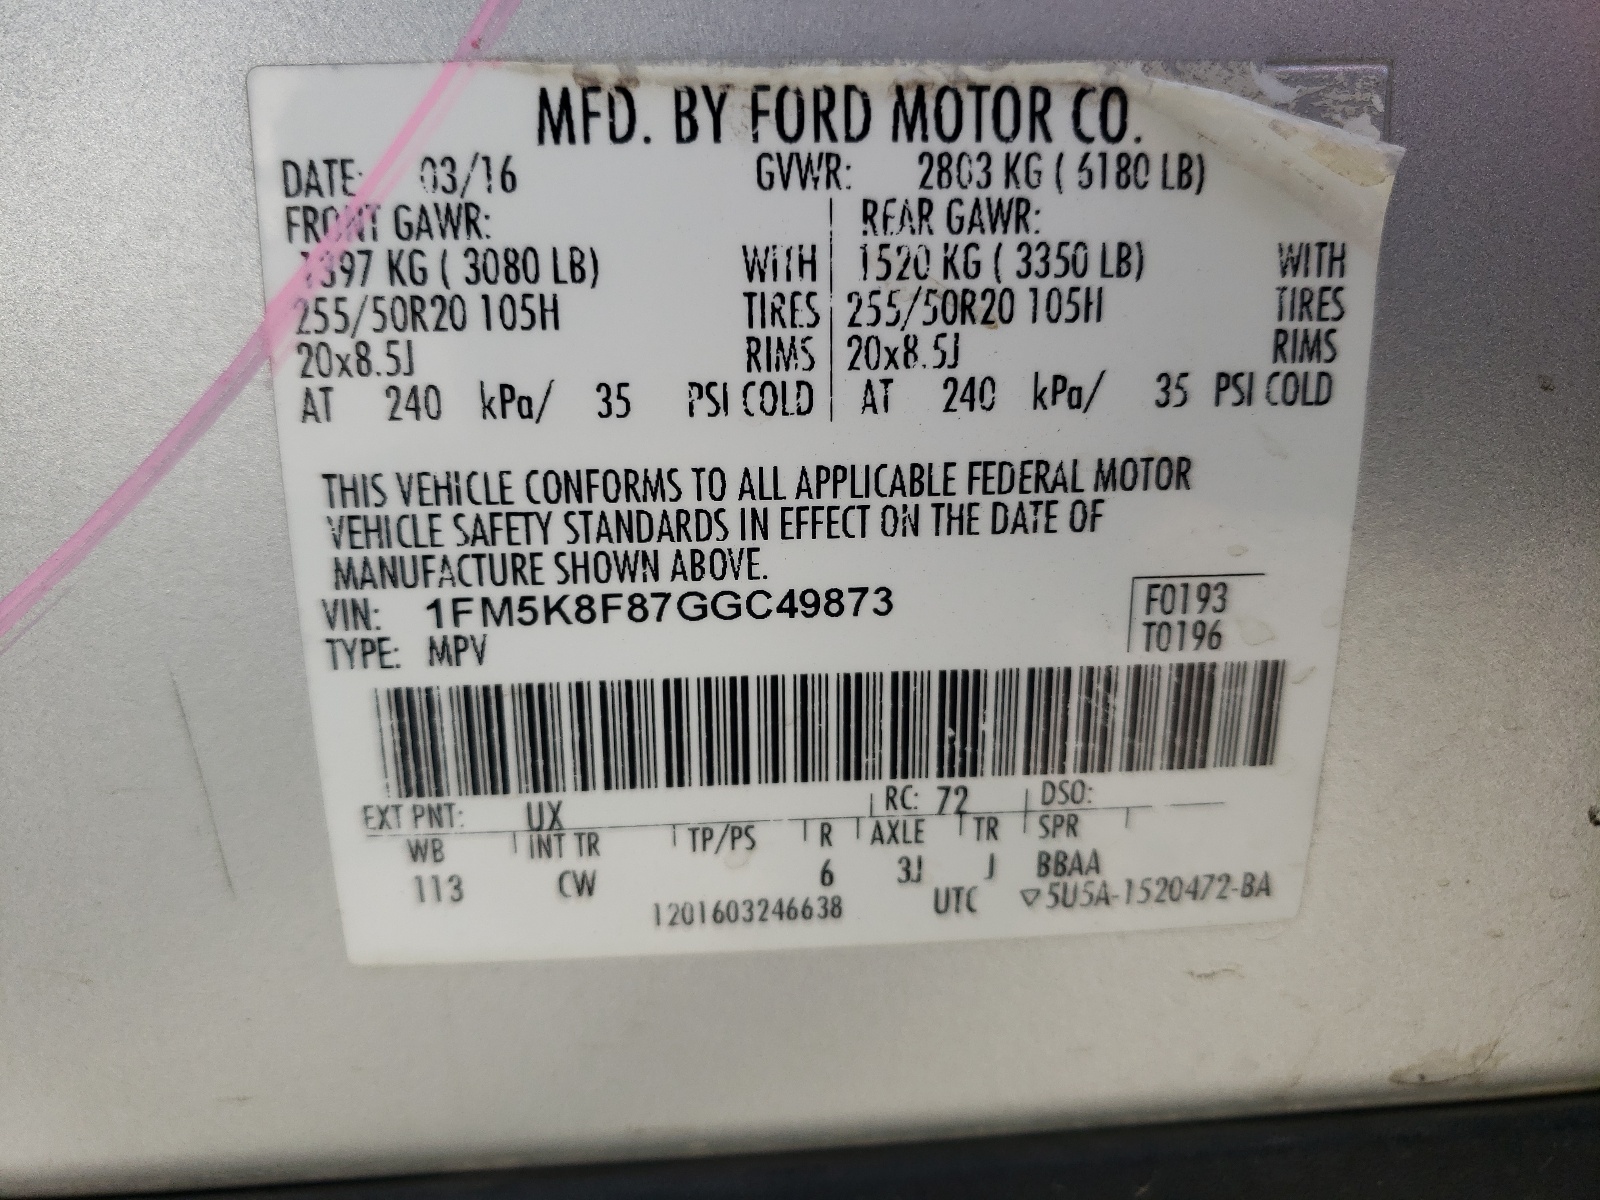 MFD. BY FORD MOTOR CO.
DATE: 03/16 GVWR: 2803 KG ( 6180 LB)
FRONT GAWR: REAR GAWR:
1397 KG ( 3080 LB) WITH 1520 KG ( 3350 LB) WITH
255/50R20 105H TIRES 255/50R20 105H TIRES
20x8.5J RIMS 20x8.5J RIMS
AT 240 kPa/ 35 PSI COLD AT 240 kPa/ 35 PSI COLD
THIS VEHICLE CONFORMS TO ALL APPLICABLE FEDERAL MOTOR
VEHICLE SAFETY STANDARDS IN EFFECT ON THE DATE OF
MANUFACTURE SHOWN ABOVE.
VIN: 1FM5K8F87GGC49873 F0193
TYPE: MPV T0196
EXT PNT: UX RC: 72 DSO:
WB INT TR TP/PS R AXLE TR SPR
113 CW 6 3J J BBAA
1201603246638 UTC ▽5U5A-1520472-BA